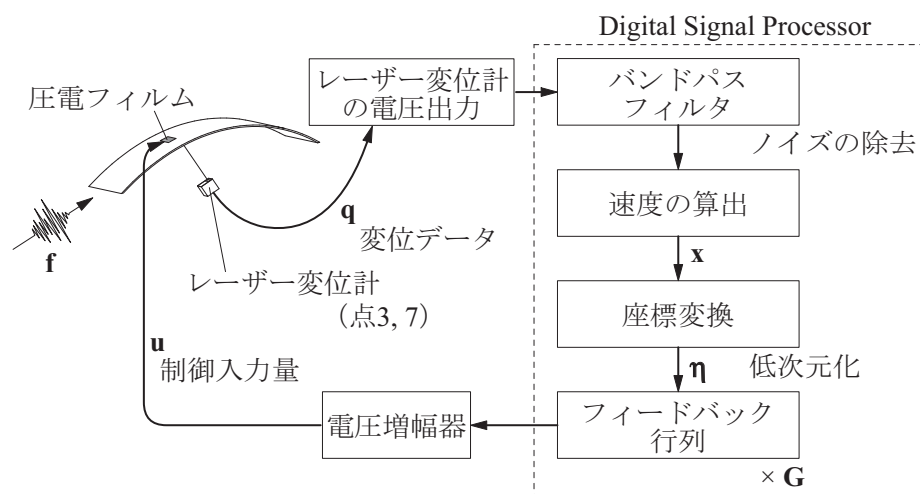 Digital Signal Processor
レーザー変位計
の電圧出力
バンドパス
フィルタ
圧電フィルム
ノイズの除去
速度の算出
q
変位データ
f
x
レーザー変位計
(点3, 7)
座標変換
u
制御入力量
η
低次元化
電圧増幅器
フィードバック
行列
× G